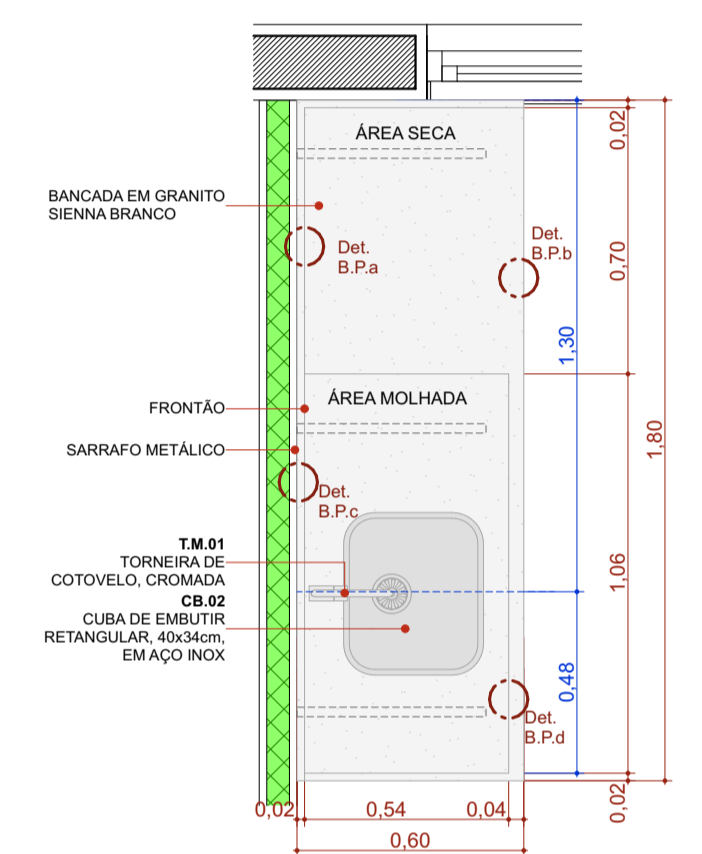 ÁREA SECA
0,02
BANCADA EM GRANITO
SIENNA BRANCO
Det.
B.P.a
Det.
B.P.b
0,70
1,30
ÁREA MOLHADA
FRONTÃO
1,80
SARRAFO METÁLICO
Det.
B.P.c
T.M.01
TORNEIRA DE
COTOVELO, CROMADA
1,06
CB.02
CUBA DE EMBUTIR
RETANGULAR, 40x34cm,
EM AÇO INOX
0,48
Det.
B.P.d
0,02
0,54
0,04
0,02
0,60